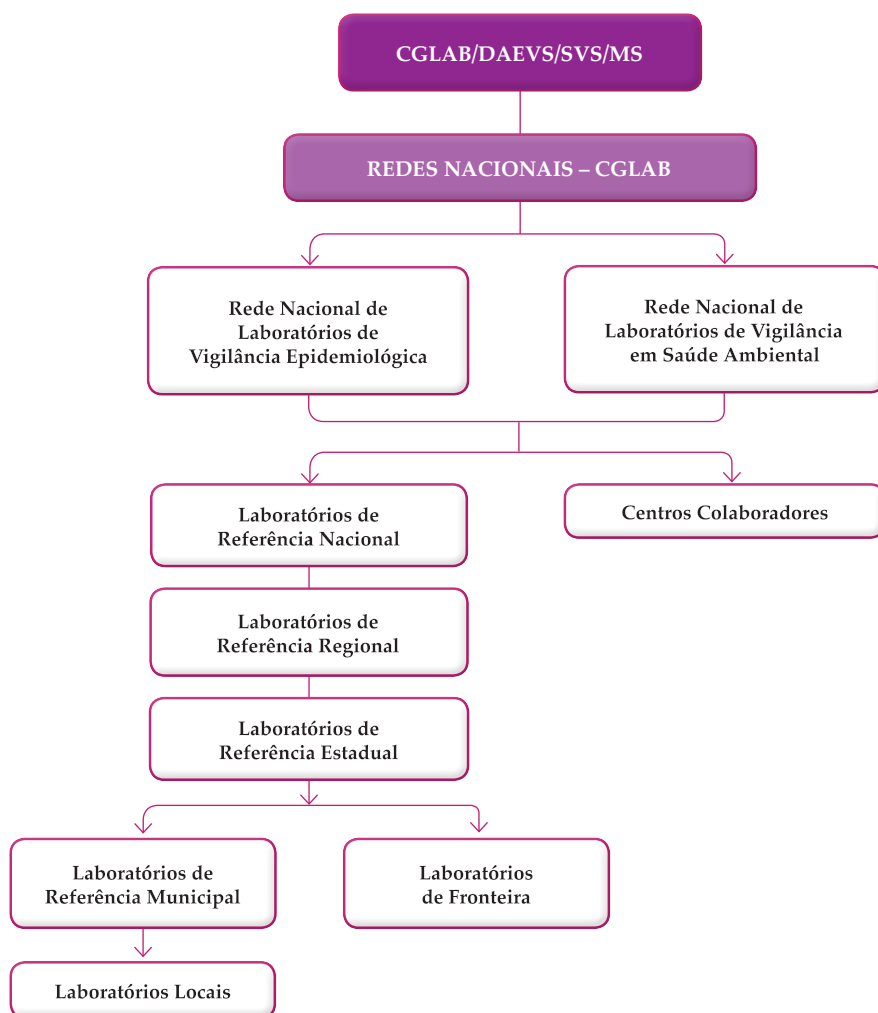 CGLAB/DAEVS/SVS/MS
REDES NACIONAIS – CGLAB
Rede Nacional de
Laboratórios de
Vigilância Epidemiológica
Rede Nacional de
Laboratórios de Vigilância
em Saúde Ambiental
Laboratórios de
Referência Nacional
Centros Colaboradores
Laboratórios de
Referência Regional
Laboratórios de
Referência Estadual
Laboratórios de
Referência Municipal
Laboratórios
de Fronteira
Laboratórios Locais